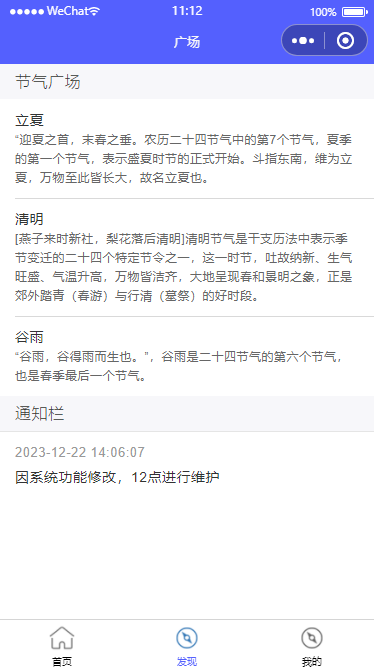 WeChat 11:12 100%
广场
节气广场
立夏
“迎夏之首，末春之垂。农历二十四节气中的第7个节气，夏季
的第一个节气，表示盛夏时节的正式开始。斗指东南，维为立
夏，万物至此皆长大，故名立夏也。
清明
[燕子来时新社，梨花落后清明]清明节气是干支历法中表示季
节变迁的二十四个特定节令之一，这一时节，吐故纳新、生气
旺盛、气温升高，万物皆洁齐，大地呈现春和景明之象，正是
郊外踏青（春游）与行清（墓祭）的好时段。
谷雨
“谷雨，谷得雨而生也。”，谷雨是二十四节气的第六个节气，
也是春季最后一个节气。
通知栏
2023-12-22 14:06:07
因系统功能修改，12点进行维护
首页 发现 我的